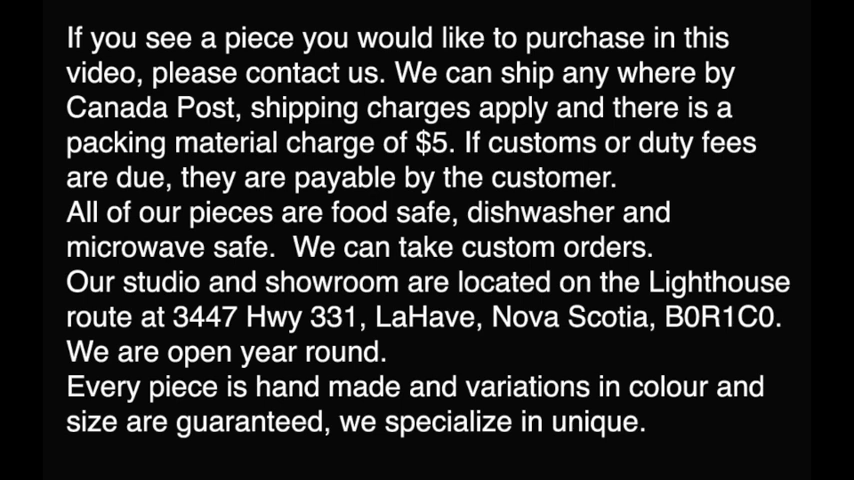 If you see a piece you would like to purchase in this
video, please contact us. We can ship any where by
Canada Post, shipping charges apply and there is a
packing material charge of $5. If customs or duty fees
are due, they are payable by the customer.
All of our pieces are food safe, dishwasher and
microwave safe.  We can take custom orders.
Our studio and showroom are located on the Lighthouse
route at 3447 Hwy 331, LaHave, Nova Scotia, B0R1C0.
We are open year round.
Every piece is hand made and variations in colour and
size are guaranteed, we specialize in unique.